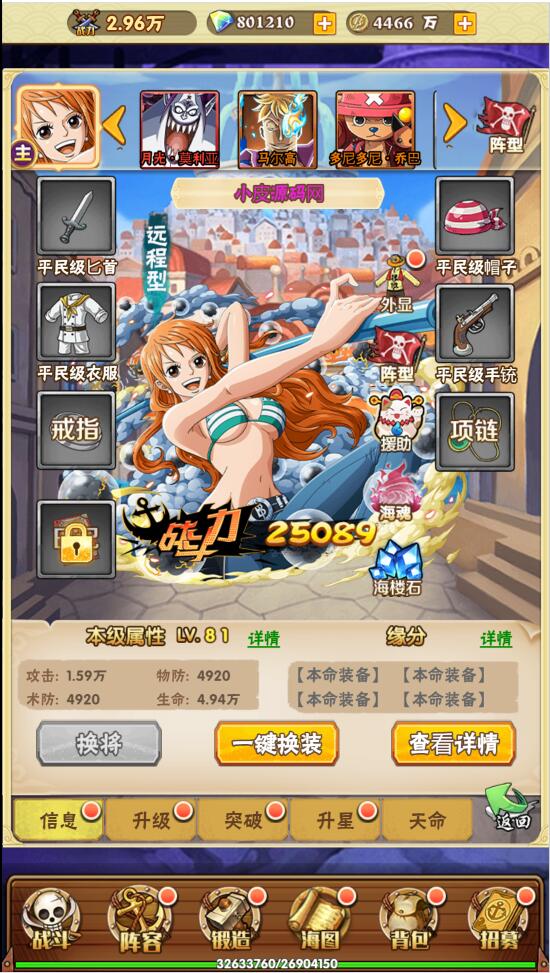 战力 2.96万 801210 4466 万
主
月光·莫利亚 马尔高 多尼多尼·乔巴 阵型
小皮源码网
远程型
平民级匕首
平民级帽子
外显
平民级衣服
阵型
平民级手铳
戒指
援助
项链
海魂
战斗力 25089
海楼石
本级属性 LV.81 详情 缘分 详情
攻击: 1.59万 物防: 4920 【本命装备】 【本命装备】
术防: 4920 生命: 4.94万 【本命装备】 【本命装备】
换将 一键换装 查看详情
信息 升级 突破 升星 天命 返回
战斗 阵容 锻造 海图 背包 招募
32633760/26904150